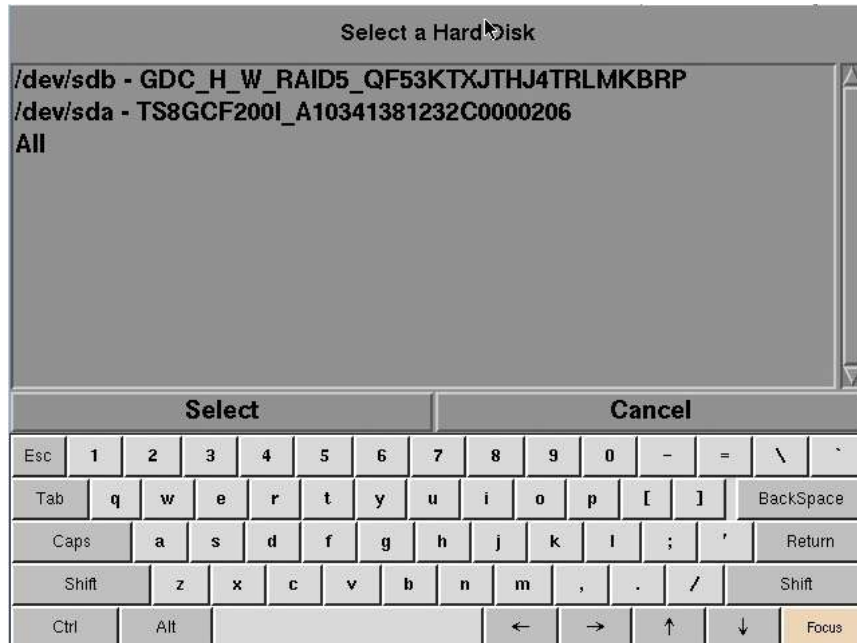 Select a Hard Disk
/dev/sdb - GDC_H_W_RAID5_QF53KTXJTHJ4TRLMKBRP
/dev/sda - TS8GCF200I_A10341381232C0000206
All
Select Cancel
Esc 1 2 3 4 5 6 7 8 9 0 - = \ `
Tab q w e r t y u i o p [ ] BackSpace
Caps a s d f g h j k l ; ' Return
Shift z x c v b n m , . / Shift
Ctrl Alt ← → ↑ ↓ Focus